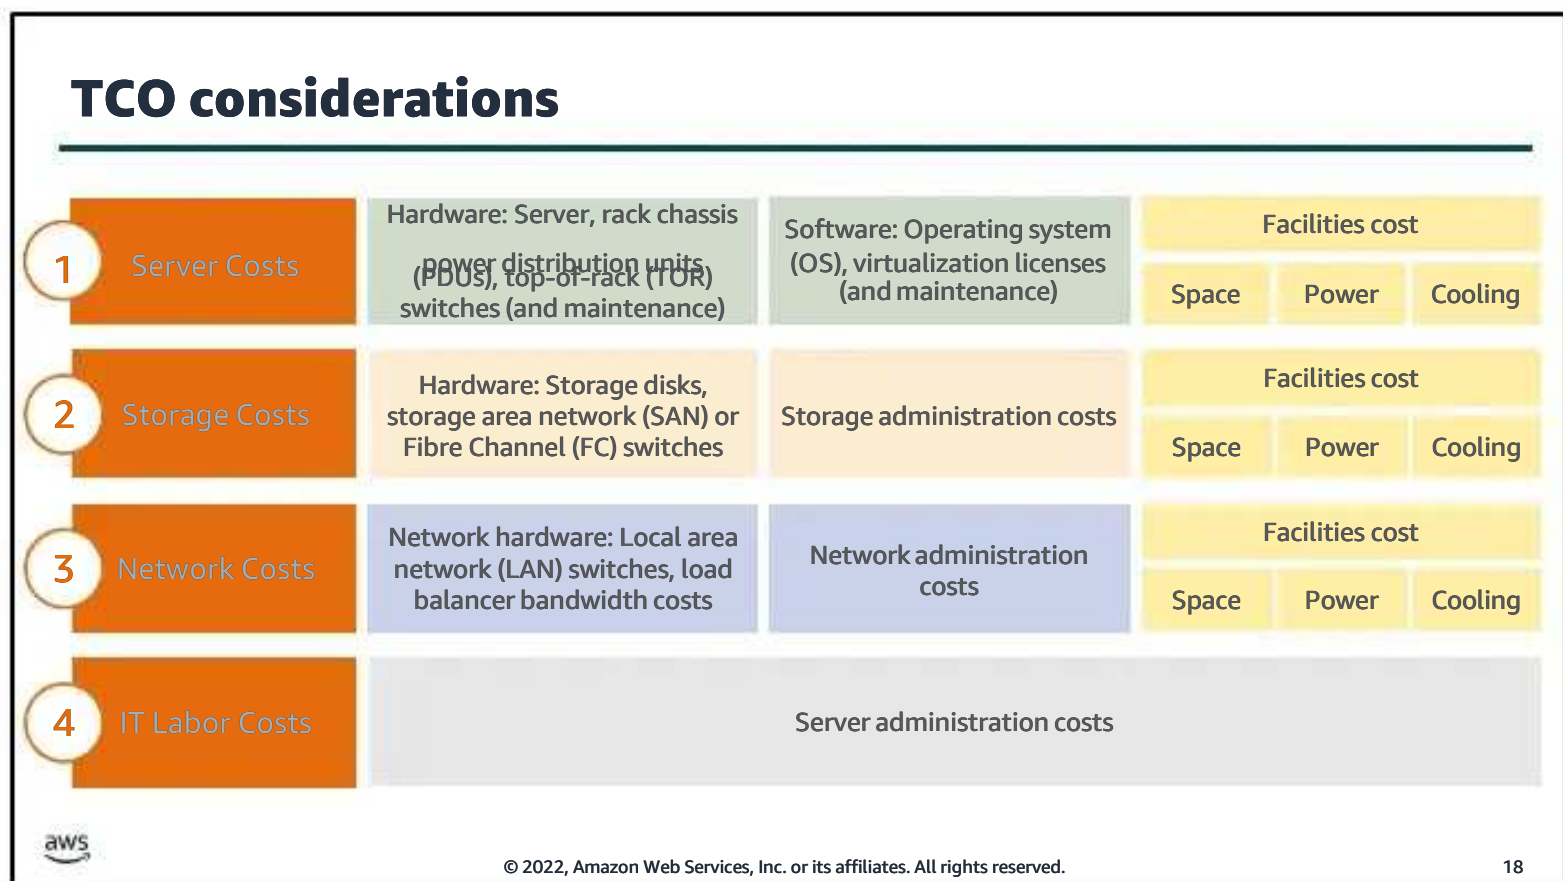 TCO considerations
1
Server Costs
Hardware: Server, rack chassis
power distribution units
(PDUs), top-of-rack (TOR)
switches (and maintenance)
Software: Operating system
(OS), virtualization licenses
(and maintenance)
Facilities cost
Space
Power
Cooling
2
Storage Costs
Hardware: Storage disks,
storage area network (SAN) or
Fibre Channel (FC) switches
Storage administration costs
Facilities cost
Space
Power
Cooling
3
Network Costs
Network hardware: Local area
network (LAN) switches, load
balancer bandwidth costs
Network administration
costs
Facilities cost
Space
Power
Cooling
4
IT Labor Costs
Server administration costs
aws
© 2022, Amazon Web Services, Inc. or its affiliates. All rights reserved.
18